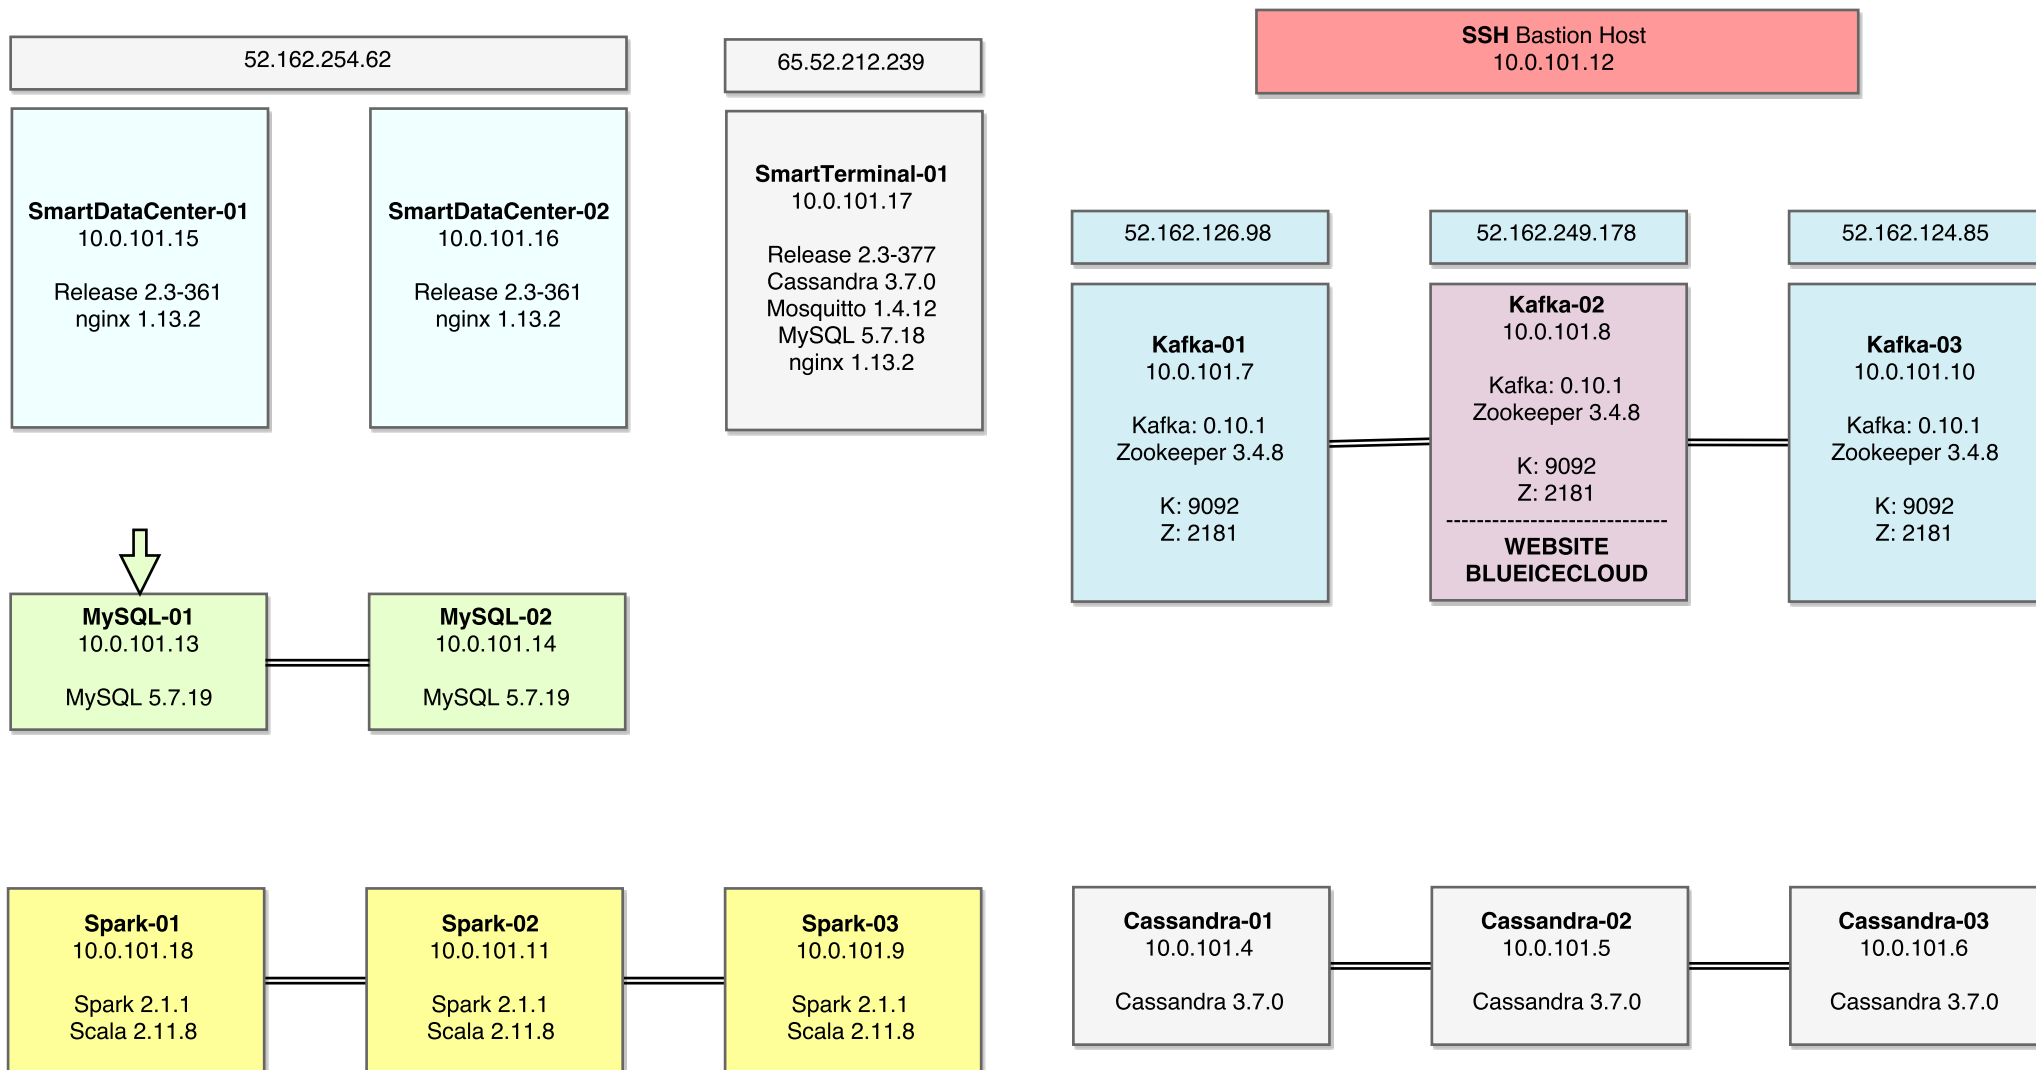 52.162.254.62
65.52.212.239
SSH Bastion Host
10.0.101.12
SmartDataCenter-01
10.0.101.15
Release 2.3-361
nginx 1.13.2
SmartDataCenter-02
10.0.101.16
Release 2.3-361
nginx 1.13.2
SmartTerminal-01
10.0.101.17
Release 2.3-377
Cassandra 3.7.0
Mosquitto 1.4.12
MySQL 5.7.18
nginx 1.13.2
52.162.126.98
52.162.249.178
52.162.124.85
Kafka-01
10.0.101.7
Kafka: 0.10.1
Zookeeper 3.4.8
K: 9092
Z: 2181
Kafka-02
10.0.101.8
Kafka: 0.10.1
Zookeeper 3.4.8
K: 9092
Z: 2181
-----------------------------
WEBSITE
BLUEICECLOUD
Kafka-03
10.0.101.10
Kafka: 0.10.1
Zookeeper 3.4.8
K: 9092
Z: 2181
MySQL-01
10.0.101.13
MySQL 5.7.19
MySQL-02
10.0.101.14
MySQL 5.7.19
Spark-01
10.0.101.18
Spark 2.1.1
Scala 2.11.8
Spark-02
10.0.101.11
Spark 2.1.1
Scala 2.11.8
Spark-03
10.0.101.9
Spark 2.1.1
Scala 2.11.8
Cassandra-01
10.0.101.4
Cassandra 3.7.0
Cassandra-02
10.0.101.5
Cassandra 3.7.0
Cassandra-03
10.0.101.6
Cassandra 3.7.0